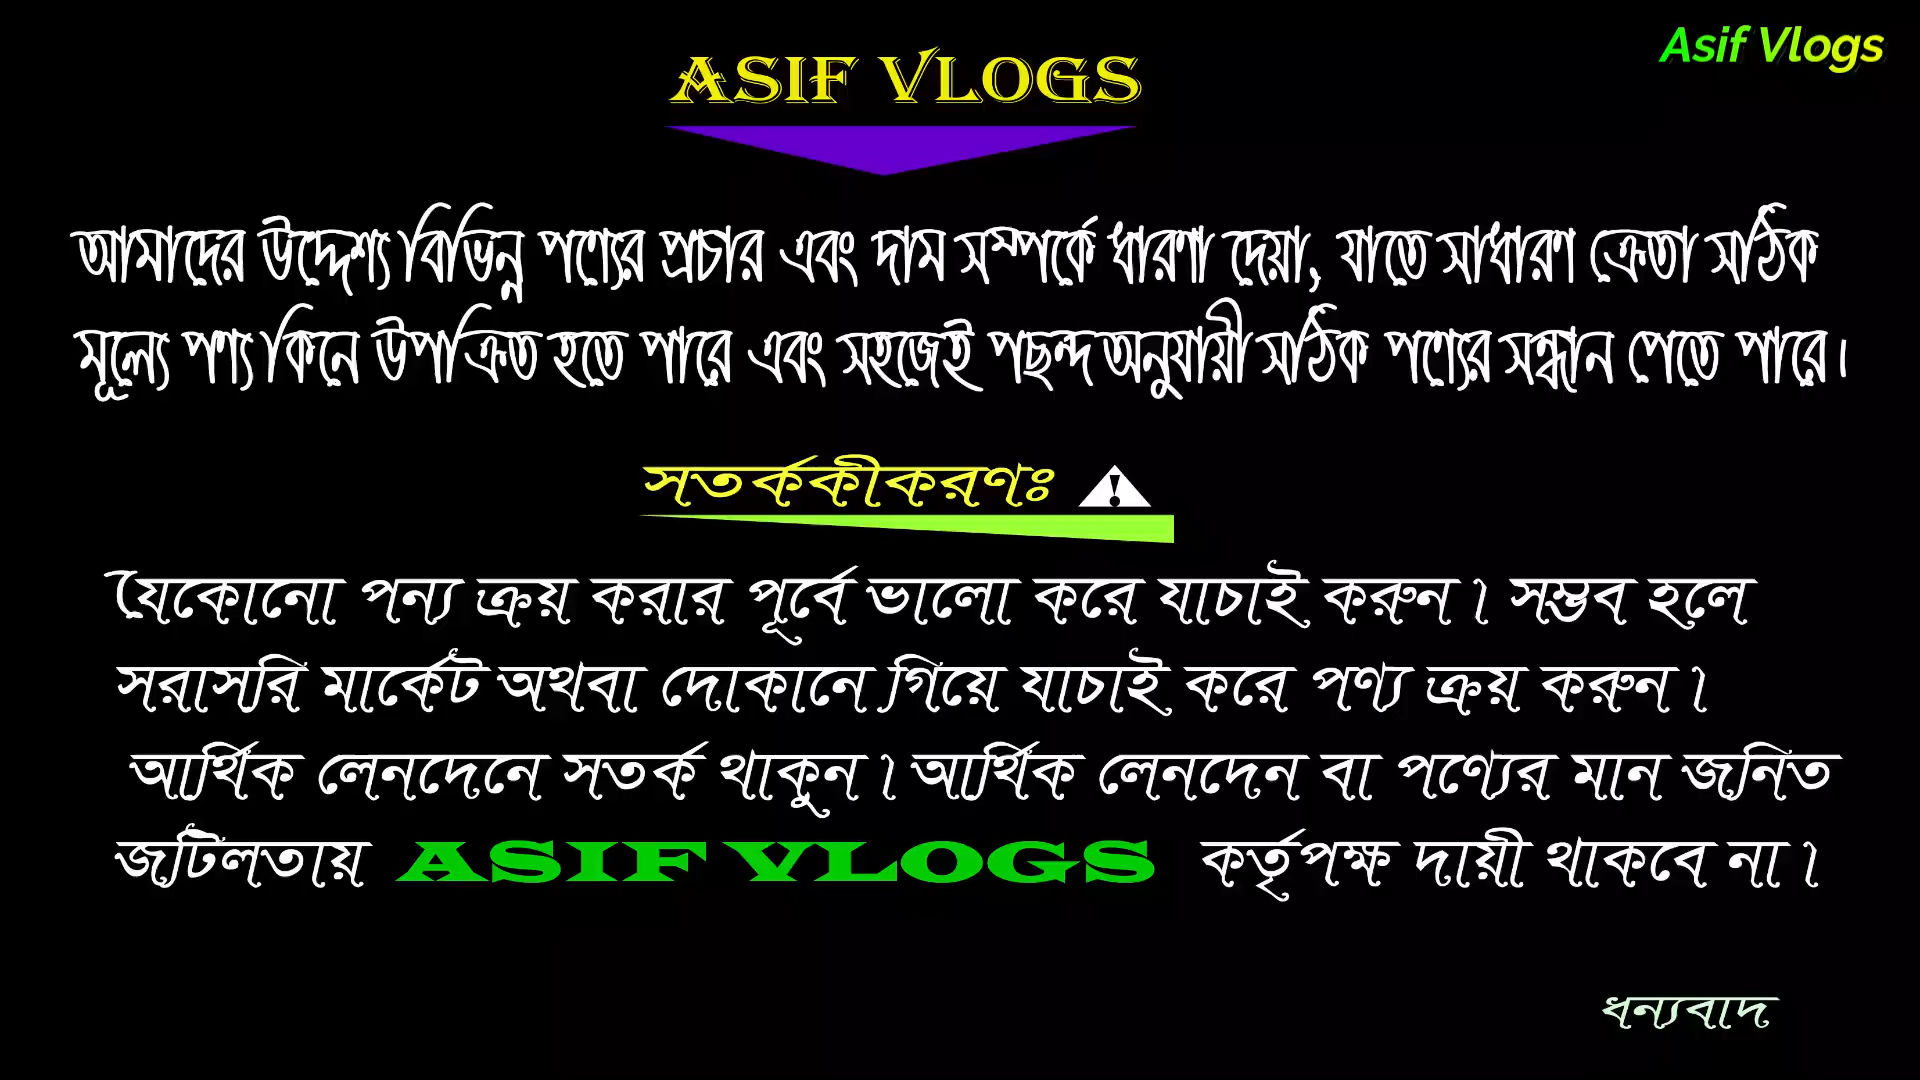 Asif Vlogs
ASIF VLOGS
আমাদের উদ্দেশ্য বিভিন্ন পণ্যের প্রচার এবং দাম সম্পর্কে ধারণা দেয়া, যাতে সাধারণ ক্রেতা সঠিক
মূল্যে পণ্য কিনে উপক্রিত হতে পারে এবং সহজেই পছন্দ অনুযায়ী সঠিক পণ্যের সন্ধান পেতে পারে।
সতর্ককীকরণঃ
যেকোনো পন্য ক্রয় করার পূর্বে ভালো করে যাচাই করুন। সম্ভব হলে
সরাসরি মার্কেট অথবা দোকানে গিয়ে যাচাই করে পণ্য ক্রয় করুন।
আর্থিক লেনদেনে সতর্ক থাকুন। আর্থিক লেনদেন বা পণ্যের মান জনিত
জটিলতায় ASIF VLOGS কর্তৃপক্ষ দায়ী থাকবে না।
ধন্যবাদ